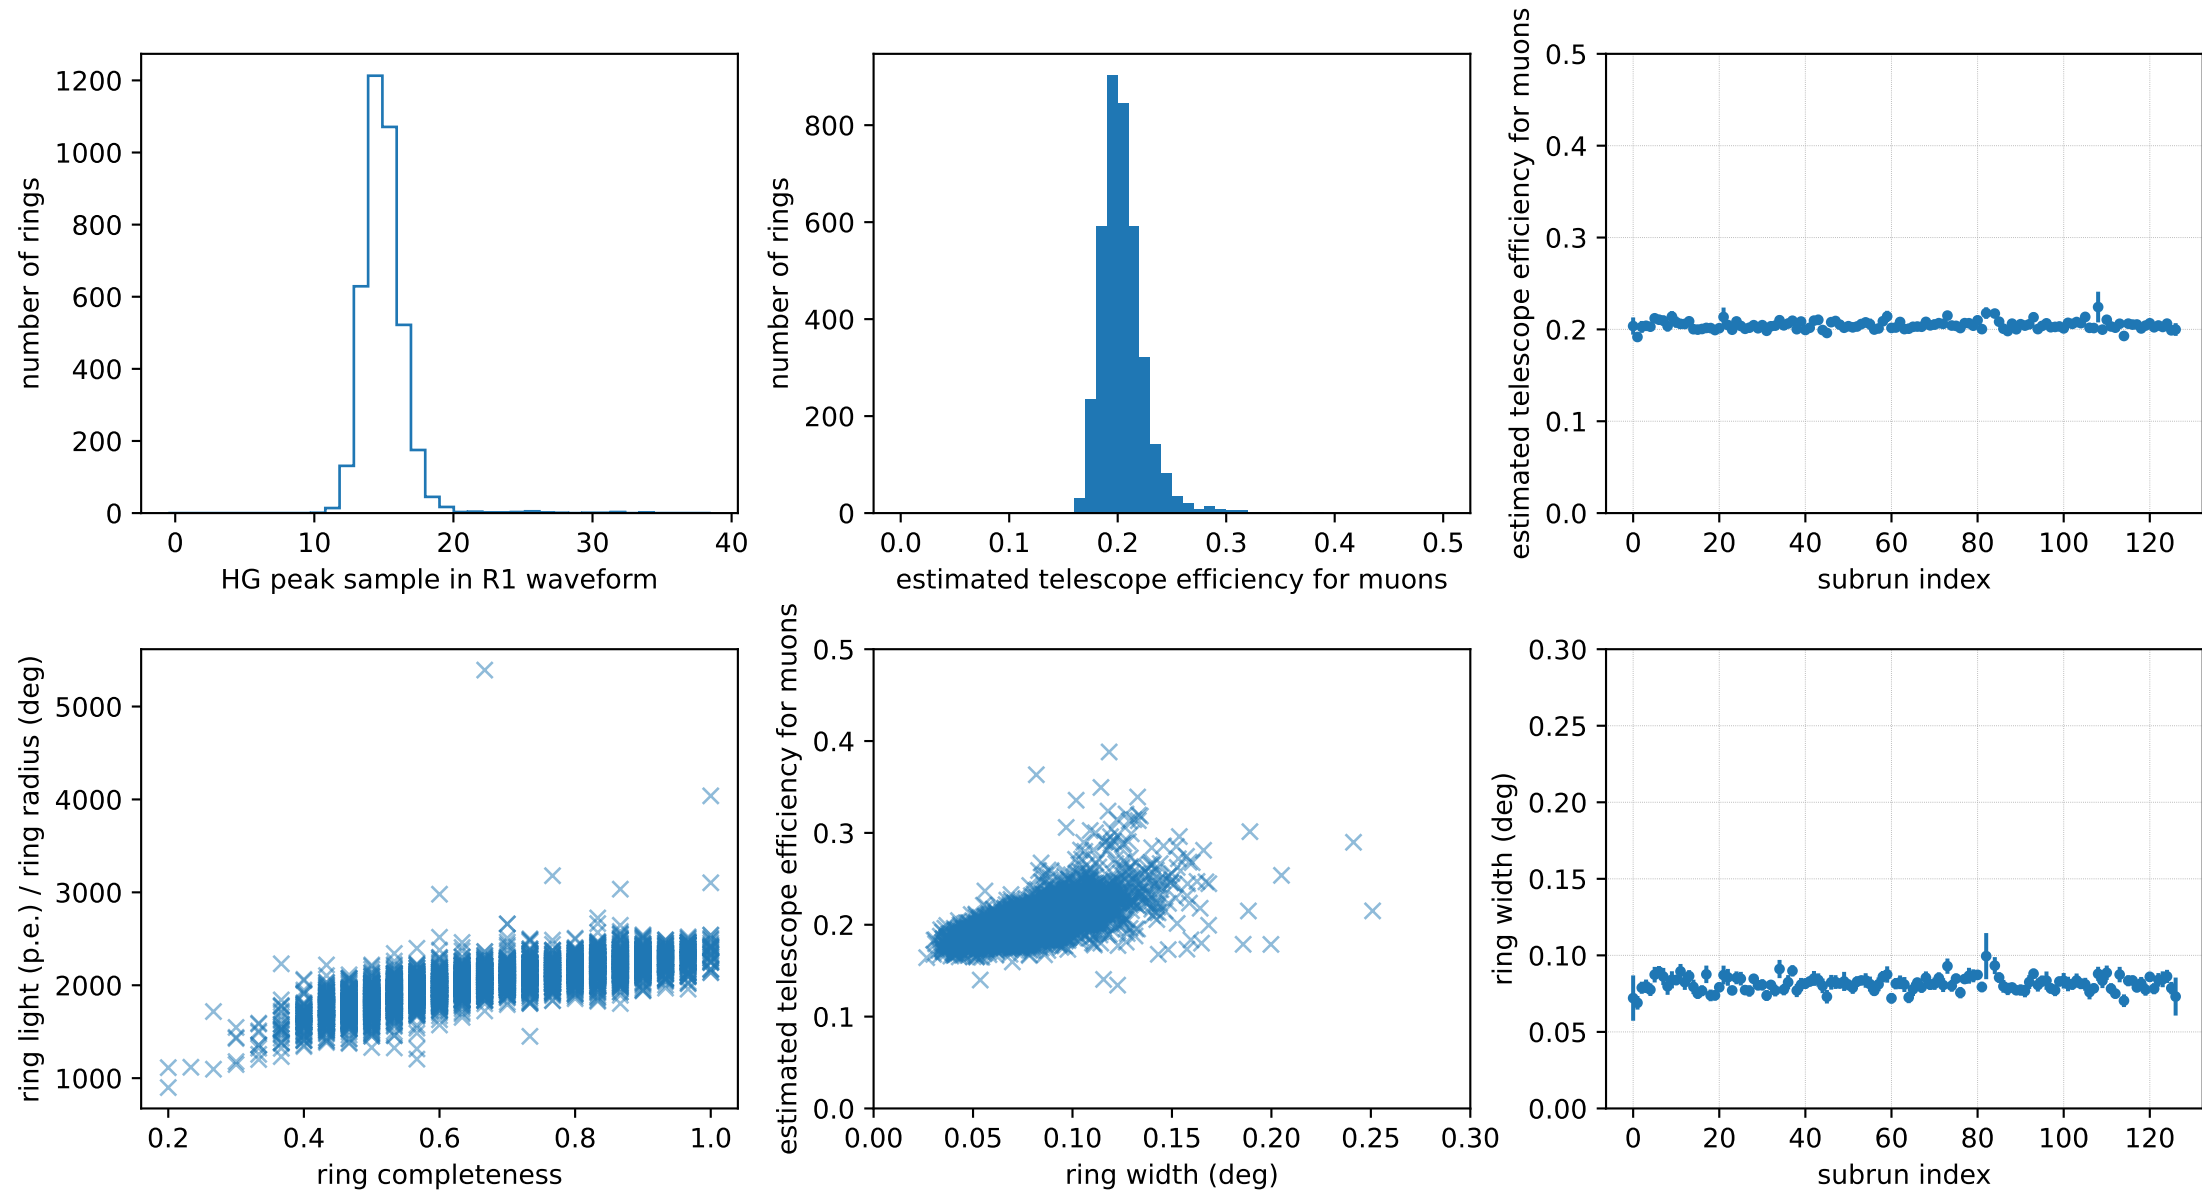 number of rings
1200
1000
800
600
400
200
0
0 10 20 30 40
HG peak sample in R1 waveform
number of rings
800
600
400
200
0
0.0 0.1 0.2 0.3 0.4 0.5
estimated telescope efficiency for muons
estimated telescope efficiency for muons
0.5
0.4
0.3
0.2
0.1
0.0
0 20 40 60 80 100 120
subrun index
ring light (p.e.) / ring radius (deg)
5000
4000
3000
2000
1000
0.2 0.4 0.6 0.8 1.0
ring completeness
estimated telescope efficiency for muons
0.5
0.4
0.3
0.2
0.1
0.0
0.00 0.05 0.10 0.15 0.20 0.25 0.30
ring width (deg)
ring width (deg)
0.30
0.25
0.20
0.15
0.10
0.05
0.00
0 20 40 60 80 100 120
subrun index